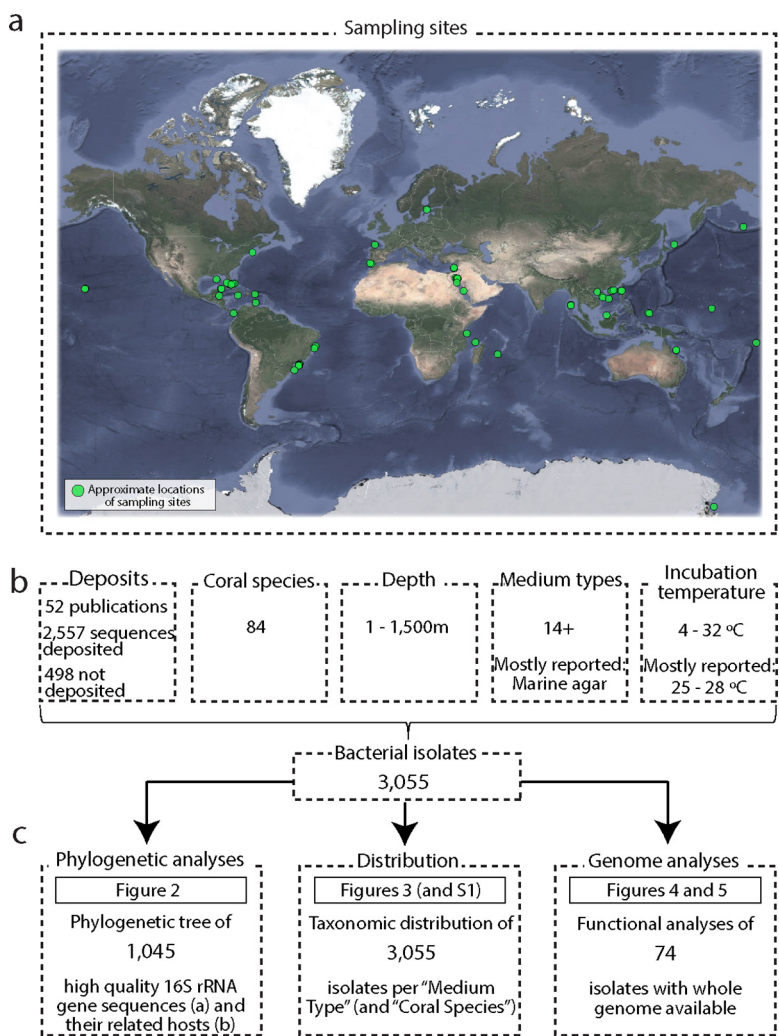 a
Sampling sites
Approximate locations
of sampling sites
b
Deposits
52 publications
2,557 sequences
deposited
498 not
deposited
Coral species
84
Depth
1 - 1,500m
Medium types
14+
Mostly reported:
Marine agar
Incubation
temperature
4 - 32 ºC
Mostly reported:
25 - 28 ºC
Bacterial isolates
3,055
c
Phylogenetic analyses
Figure 2
Phylogenetic tree of
1,045
high quality 16S rRNA
gene sequences (a) and
their related hosts (b)
Distribution
Figures 3 (and S1)
Taxonomic distribution of
3,055
isolates per “Medium
Type” (and “Coral Species”)
Genome analyses
Figures 4 and 5
Functional analyses of
74
isolates with whole
genome available